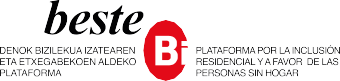 beste
Bi
DENOK BIZILEKUA IZATEAREN
ETA ETXEGABEKOEN ALDEKO
PLATAFORMA
PLATAFORMA POR LA INCLUSIÓN
RESIDENCIAL Y A FAVOR DE LAS
PERSONAS SIN HOGAR